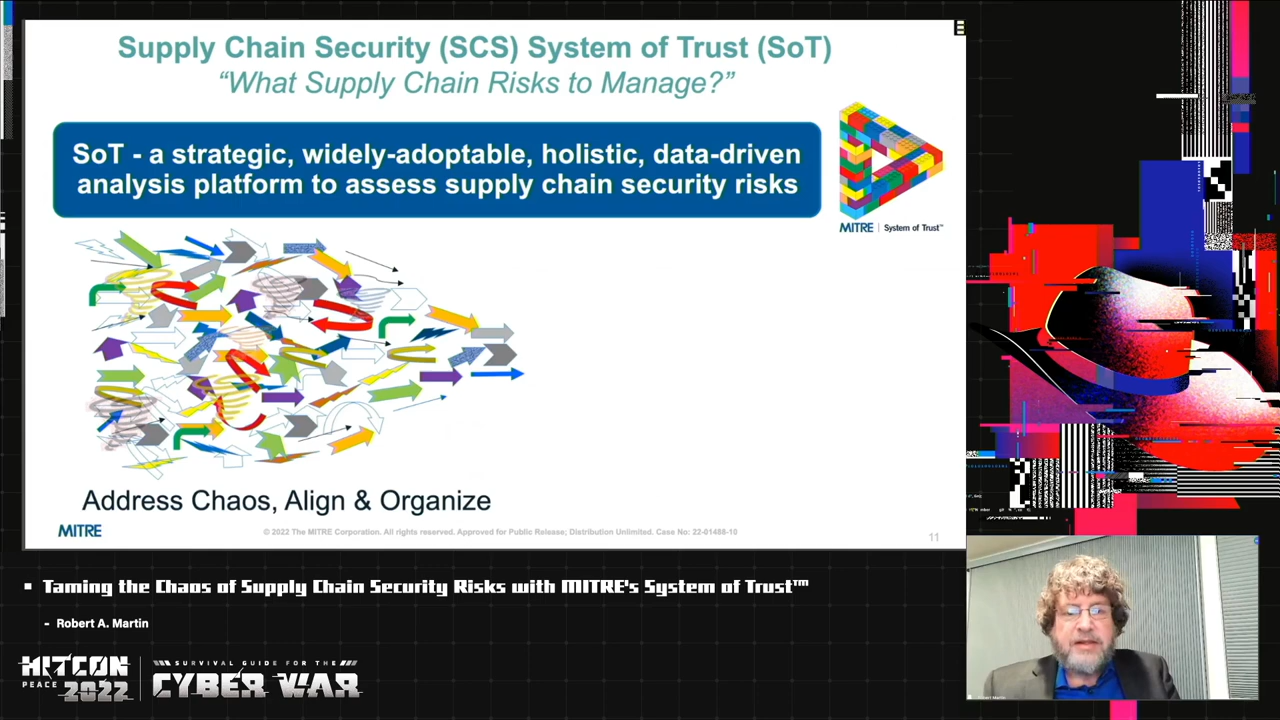 Supply Chain Security (SCS) System of Trust (SoT)
“What Supply Chain Risks to Manage?”
SoT - a strategic, widely-adoptable, holistic, data-driven
analysis platform to assess supply chain security risks
MITRE | System of Trust™
Address Chaos, Align & Organize
MITRE
© 2022 The MITRE Corporation. All rights reserved. Approved for Public Release; Distribution Unlimited. Case No: 22-01488-10
11
▪ Taming the Chaos of Supply Chain Security Risks with MITRE's System of Trust™
- Robert A. Martin
HITCON
PEACE 2022
SURVIVAL GUIDE FOR THE
CYBER WAR
Robert Martin